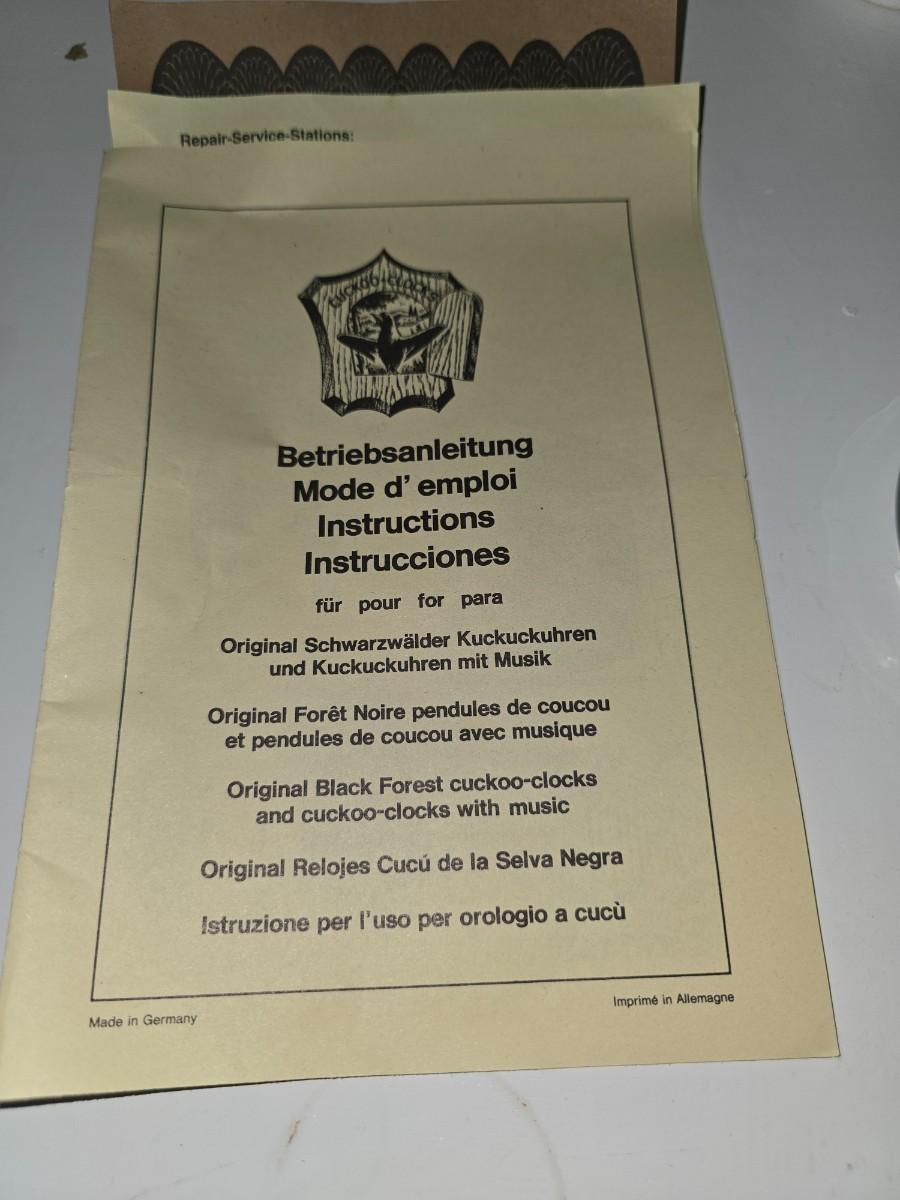 Repair-Service-Stations:
CUCKOO-CLOCKS
Betriebsanleitung
Mode d' emploi
Instructions
Instrucciones
für pour for para
Original Schwarzwälder Kuckuckuhren
und Kuckuckuhren mit Musik
Original Forêt Noire pendules de coucou
et pendules de coucou avec musique
Original Black Forest cuckoo-clocks
and cuckoo-clocks with music
Original Relojes Cucú de la Selva Negra
Istruzione per l'uso per orologio a cucù
Made in Germany
Imprimé in Allemagne